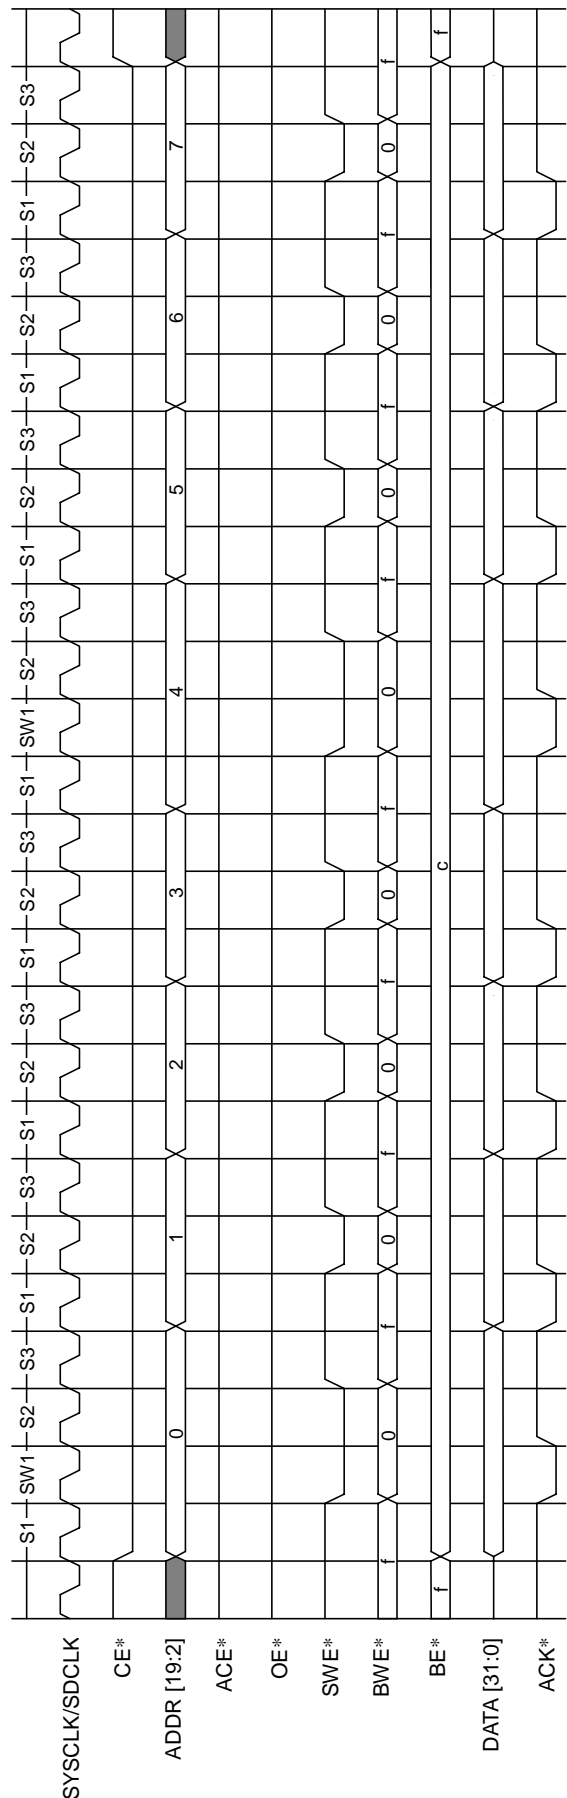 S1 SW1 S2 S3 S1 S2 S3 S1 S2 S3 S1 S2 S3 S1 SW1 S2 S3 S1 S2 S3 S1 S2 S3 S1 S2 S3
SYSCLK/SDCLK
CE*
ADDR [19:2] 0 1 2 3 4 5 6 7
ACE*
OE*
SWE*
BWE* f 0 f 0 f 0 f 0 f 0 f 0 f 0 f 0 f
BE* f c f
DATA [31:0]
ACK*